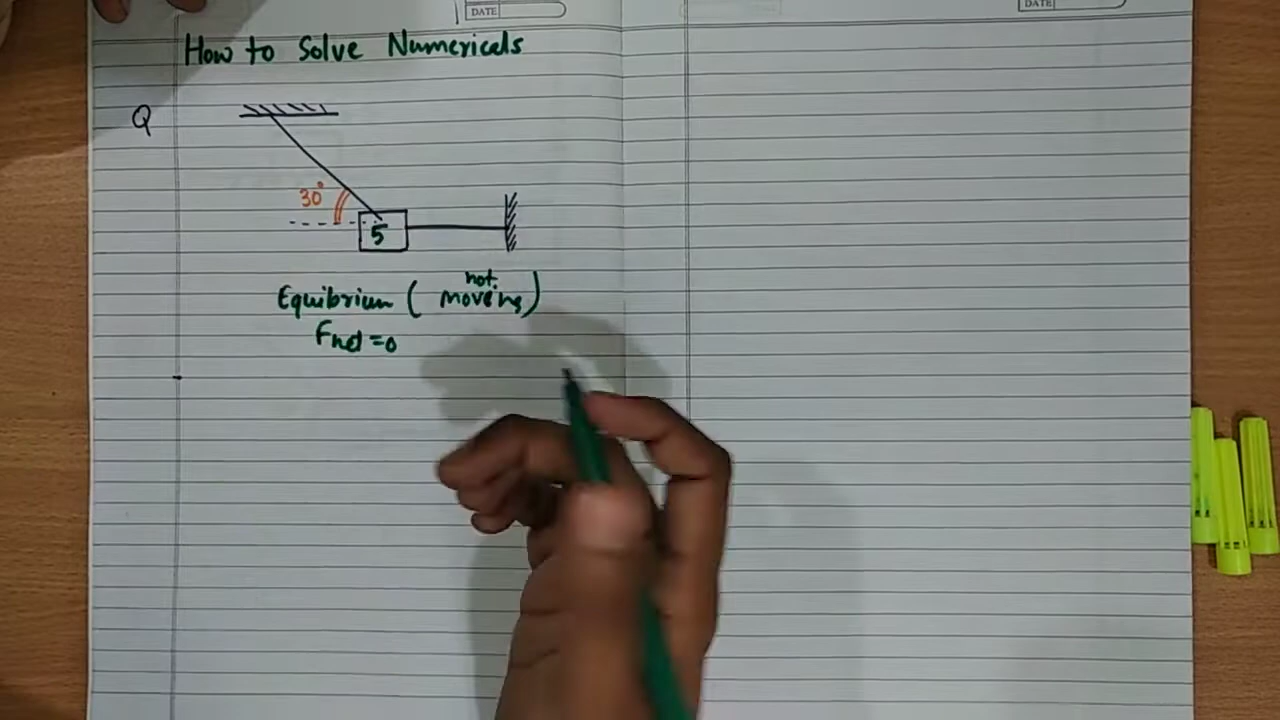 DATE
DATE
How to Solve Numericals
Q
30°
5
Equibrium ( not moving )
Fnet = 0